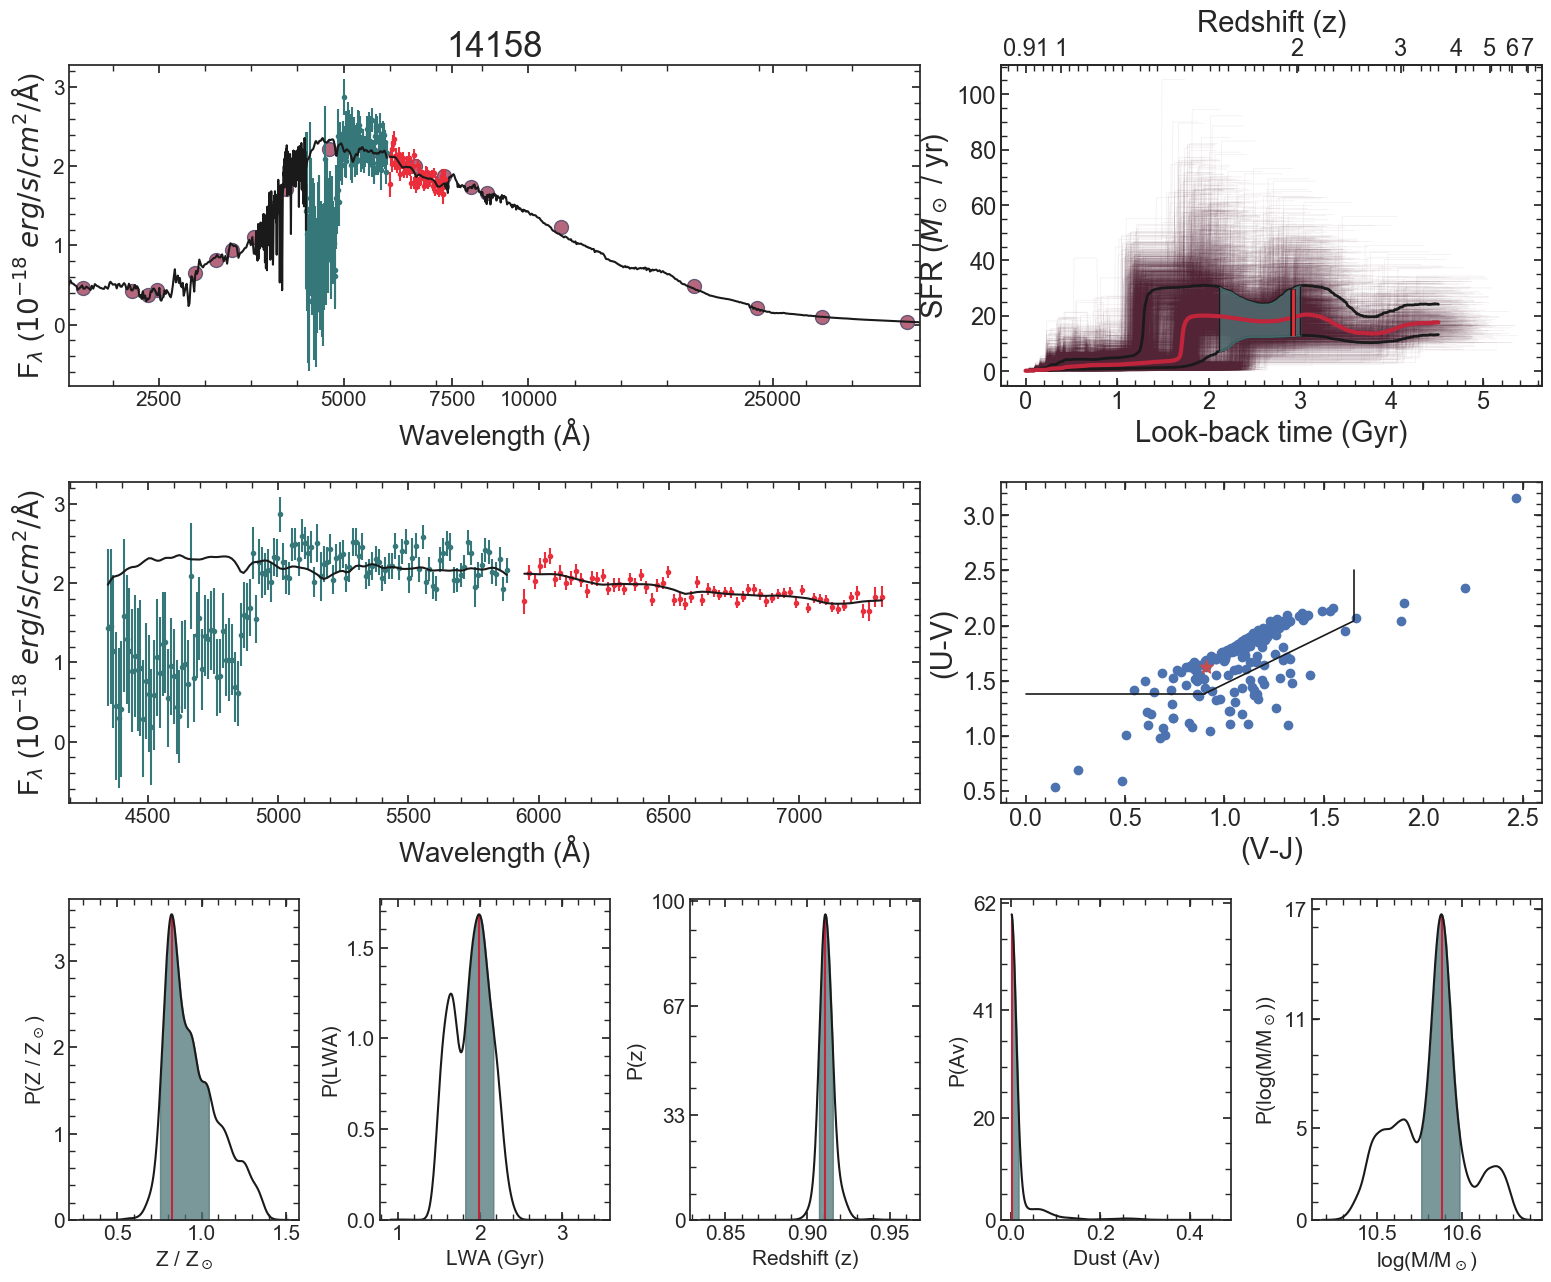 14158
3
2
1
0
F_λ (10^-18 erg/s/cm^2/Å)
2500 5000 7500 10000 25000
Wavelength (Å)
Redshift (z)
0.91 1 2 3 4 5 6 7
100
80
60
40
20
0
SFR (M_⊙ / yr)
0 1 2 3 4 5
Look-back time (Gyr)
3
2
1
0
F_λ (10^-18 erg/s/cm^2/Å)
4500 5000 5500 6000 6500 7000
Wavelength (Å)
3.0
2.5
2.0
1.5
1.0
0.5
(U-V)
0.0 0.5 1.0 1.5 2.0 2.5
(V-J)
3
2
1
0
P(Z / Z_⊙)
0.5 1.0 1.5
Z / Z_⊙
1.5
1.0
0.5
0.0
P(LWA)
1 2 3
LWA (Gyr)
100
67
33
0
P(z)
0.85 0.90 0.95
Redshift (z)
62
41
20
0
P(Av)
0.0 0.2 0.4
Dust (Av)
17
11
5
0
P(log(M/M_⊙))
10.5 10.6
log(M/M_⊙)